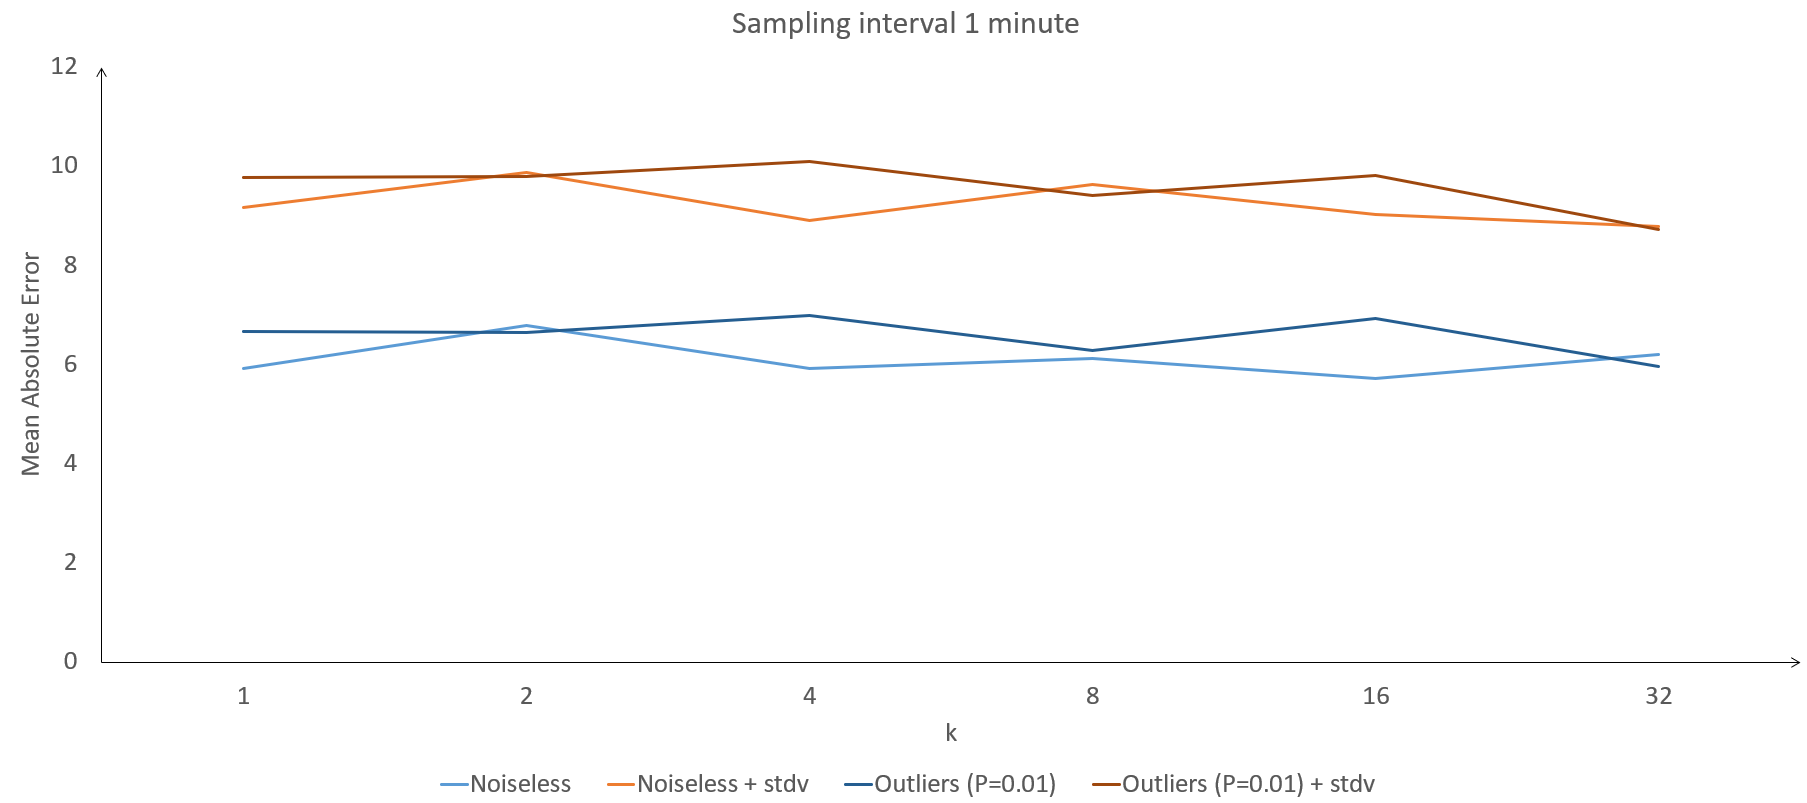 Sampling interval 1 minute
12
10
8
6
4
2
0
Mean Absolute Error
1 2 4 8 16 32
k
Noiseless Noiseless + stdv Outliers (P=0.01) Outliers (P=0.01) + stdv